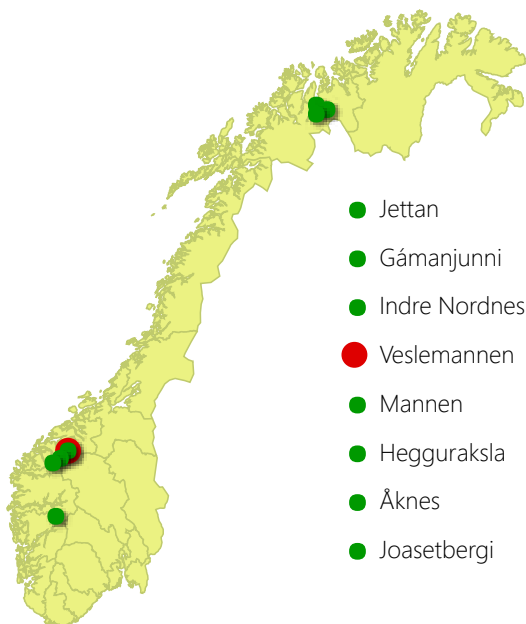 Jettan
Gámanjunni
Indre Nordnes
Veslemannen
Mannen
Hegguraksla
Åknes
Joasetbergi